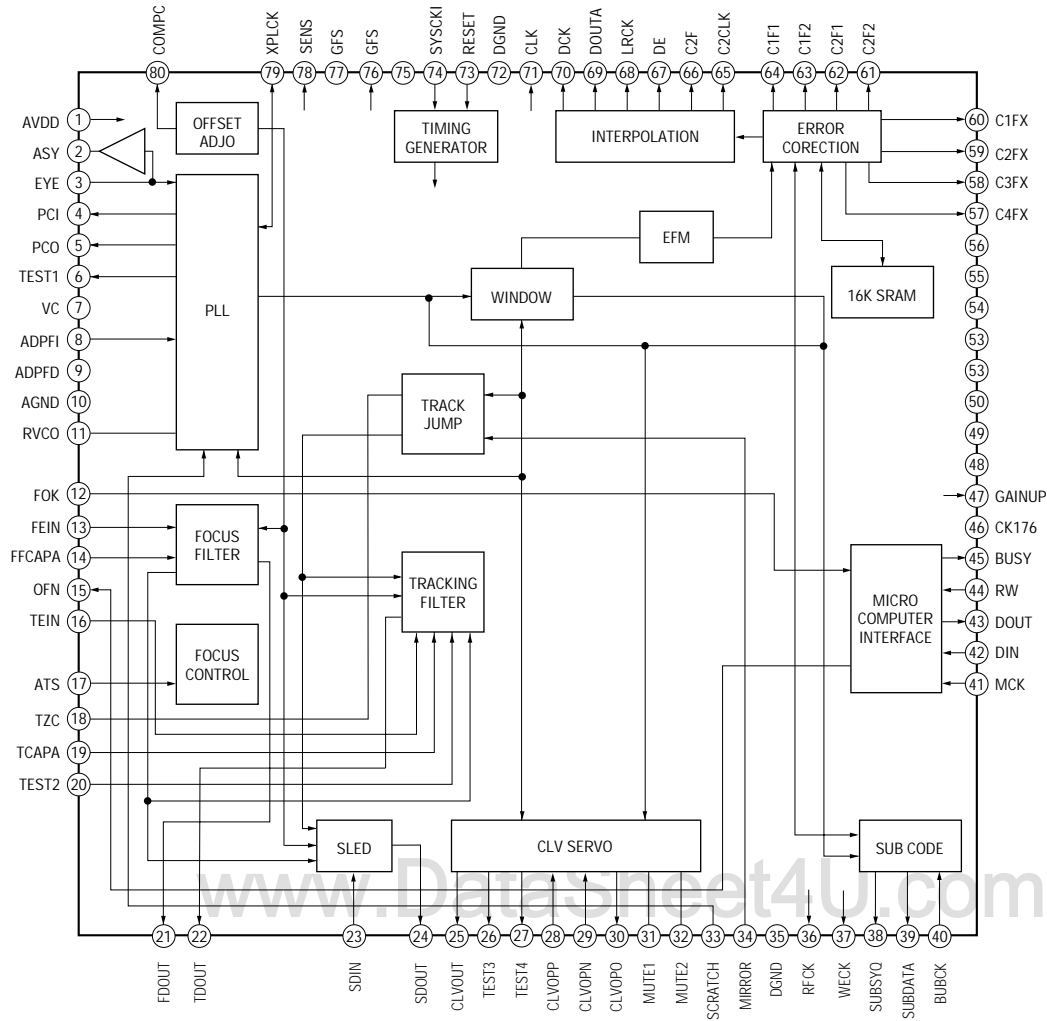 COMPC
XPLCK
SENS
GFS
GFS
SYSCKI
RESET
DGND
CLK
DCK
DOUTA
LRCK
DE
C2F
C2CLK
C1F1
C1F2
C2F1
C2F2
80 79 78 77 76 75 74 73 72 71 70 69 68 67 66 65 64 63 62 61
AVDD 1
ASY 2
EYE 3
PCI 4
PCO 5
TEST1 6
VC 7
ADPFI 8
ADPFD 9
AGND 10
RVCO 11
FOK 12
FEIN 13
FFCAPA 14
OFN 15
TEIN 16
ATS 17
TZC 18
TCAPA 19
TEST2 20
OFFSET
ADJO
TIMING
GENERATOR
INTERPOLATION
ERROR
CORECTION
PLL
EFM
WINDOW
16K SRAM
TRACK
JUMP
FOCUS
FILTER
TRACKING
FILTER
MICRO
COMPUTER
INTERFACE
FOCUS
CONTROL
SLED
CLV SERVO
SUB CODE
60 C1FX
59 C2FX
58 C3FX
57 C4FX
56
55
54
53
53
50
49
48
47 GAINUP
46 CK176
45 BUSY
44 RW
43 DOUT
42 DIN
41 MCK
www.DataSheet4U.com
21 22 23 24 25 26 27 28 29 30 31 32 33 34 35 36 37 38 39 40
FDOUT
TDOUT
SDIN
SDOUT
CLVOUT
TEST3
TEST4
CLVOPP
CLVOPN
CLVOPO
MUTE1
MUTE2
SCRATCH
MIRROR
DGND
RFCK
WECK
SUBSYQ
SUBDATA
BUBCK